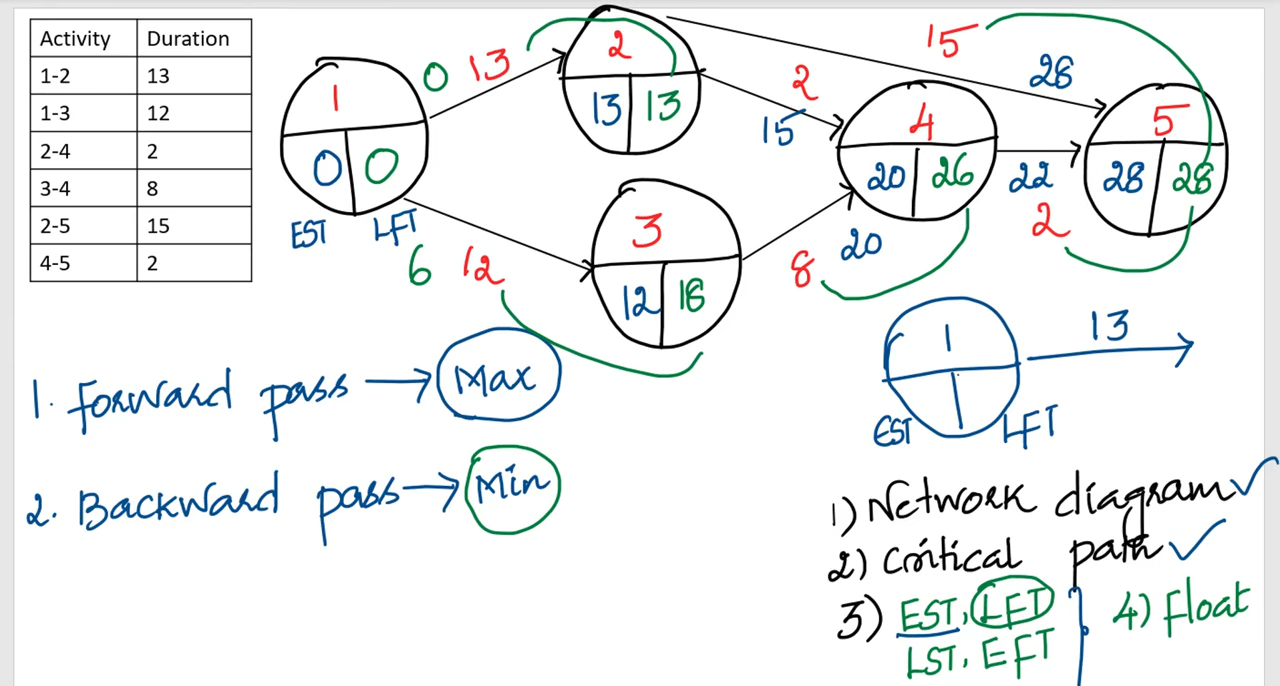 Activity Duration
1-2 13
1-3 12
2-4 2
3-4 8
2-5 15
4-5 2
1
0 0
EST LFT
0 13
2
13 13
15
28
2
15
4
20 26
22
2
5
28 28
6 12
3
12 18
8 20
1
13
EST LFT
1. Forward pass → Max
2. Backward pass → Min
1) Network diagram ✓
2) Critical path ✓
3) EST, LFT
LST, EFT
4) Float